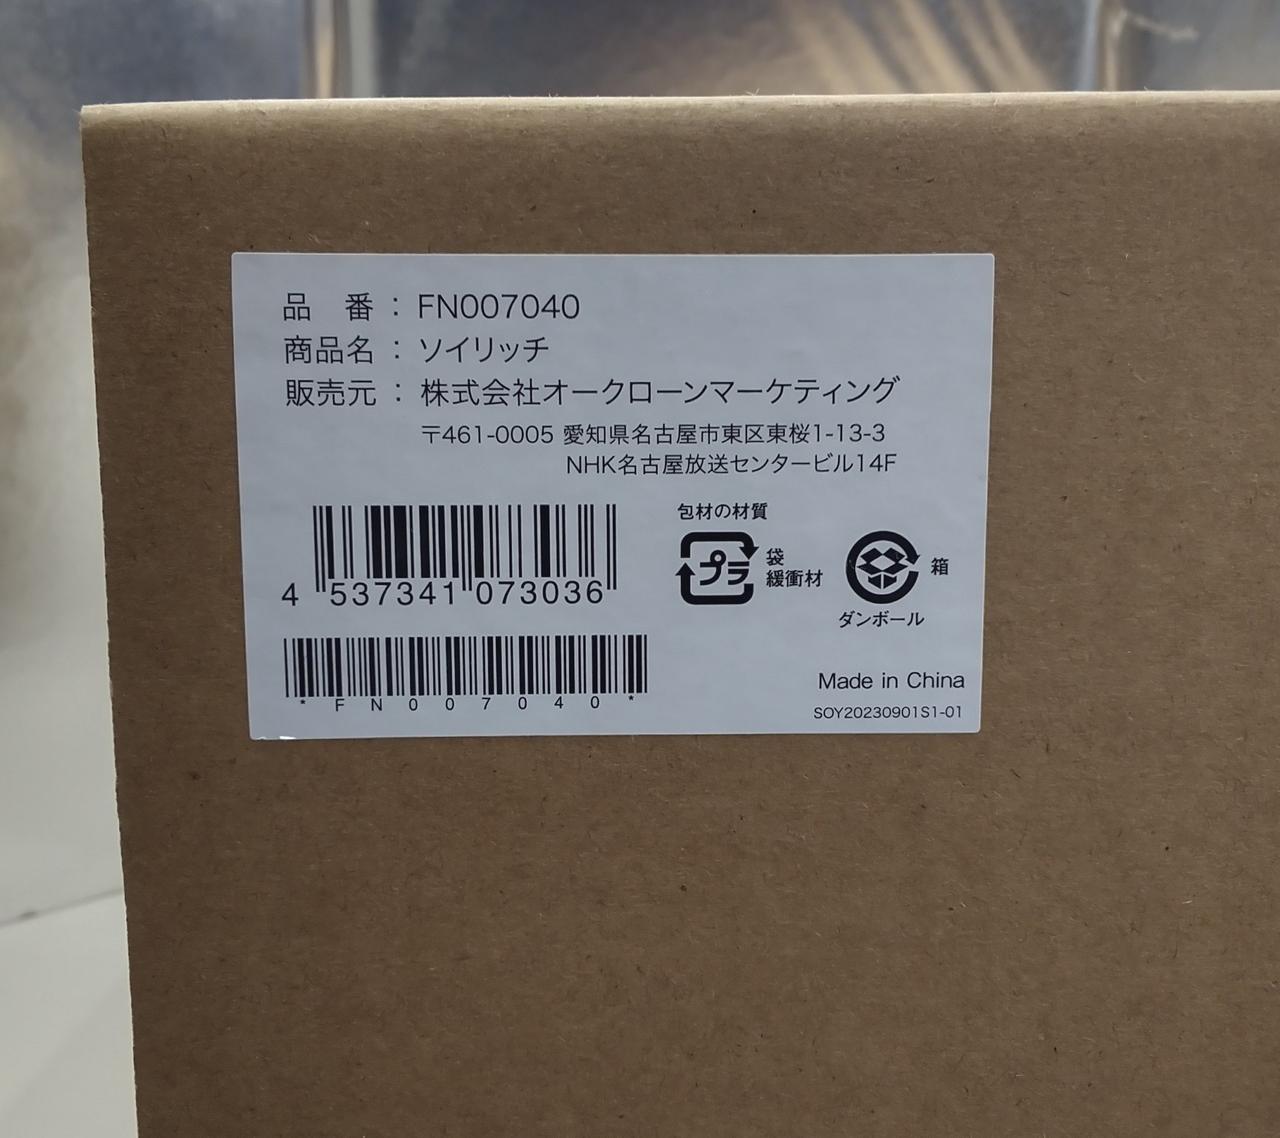 品　番 ： FN007040
商品名 ： ソイリッチ
販売元 ： 株式会社オークローンマーケティング
〒461-0005 愛知県名古屋市東区東桜1-13-3
NHK名古屋放送センタービル14F
4 537341 073036
*FN007040*
包材の材質
プラ 袋
緩衝材
箱
ダンボール
Made in China
SOY20230901S1-01